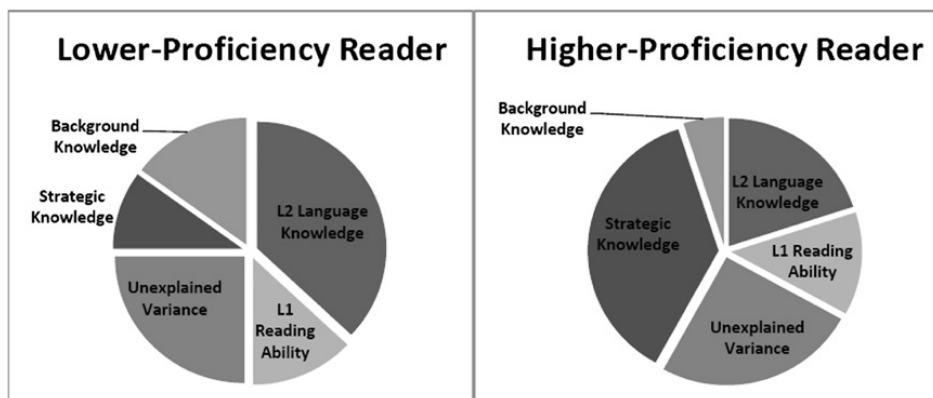 Lower-Proficiency Reader
Background
Knowledge
Strategic
Knowledge
L2 Language
Knowledge
Unexplained
Variance
L1
Reading
Ability
Higher-Proficiency Reader
Background
Knowledge
L2 Language
Knowledge
Strategic
Knowledge
L1 Reading
Ability
Unexplained
Variance